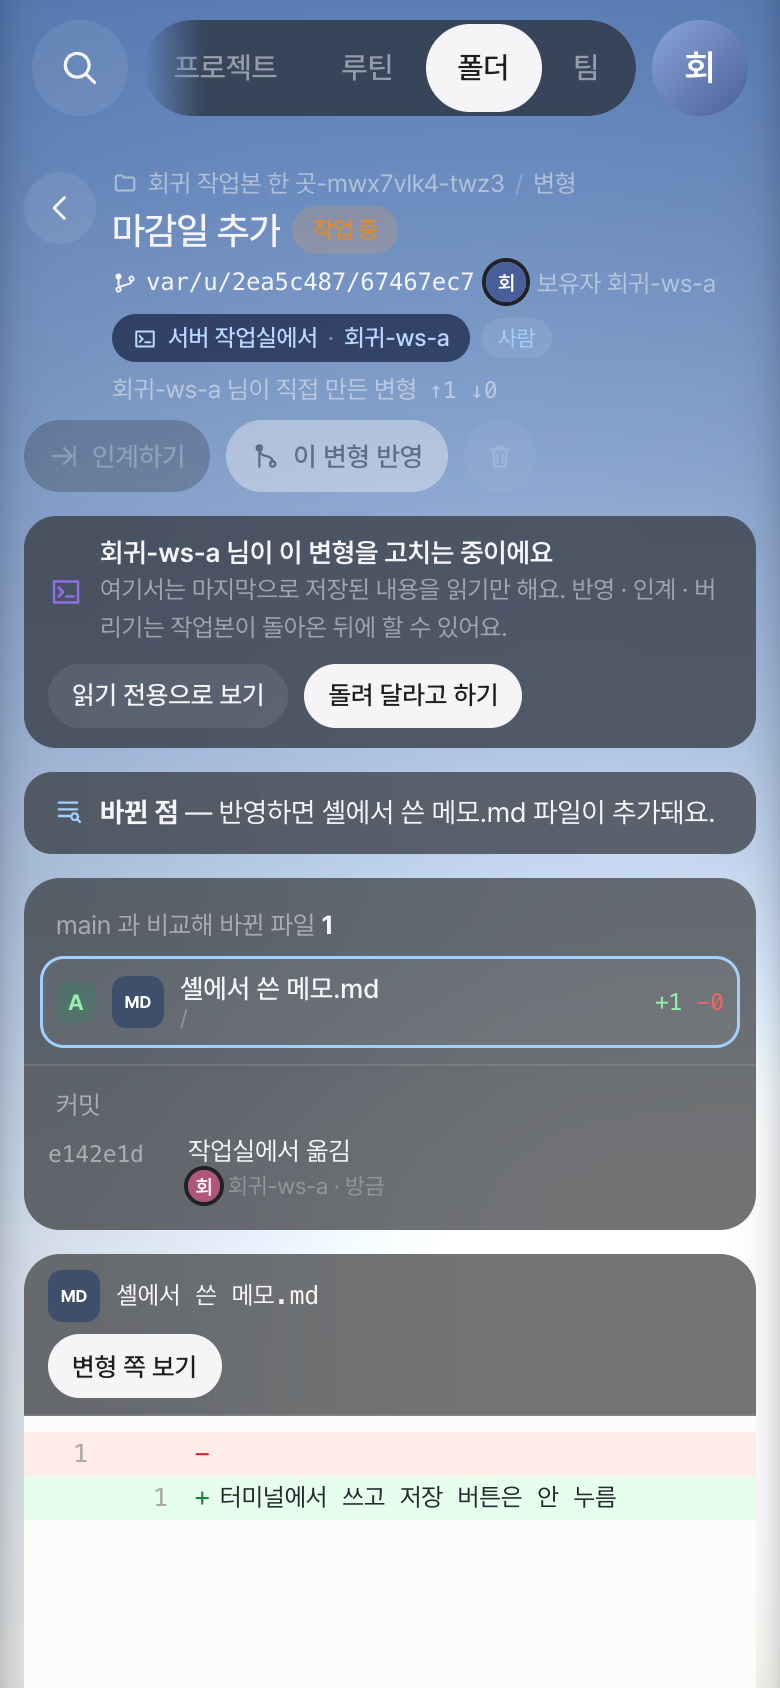 프로젝트 루틴 폴더 팀 회
회귀 작업본 한 곳-mwx7vlk4-twz3 / 변형
마감일 추가 작업 중
var/u/2ea5c487/67467ec7 회 보유자 회귀-ws-a
서버 작업실에서 · 회귀-ws-a 사람
회귀-ws-a 님이 직접 만든 변형 ↑1 ↓0
인계하기 이 변형 반영
회귀-ws-a 님이 이 변형을 고치는 중이에요
여기서는 마지막으로 저장된 내용을 읽기만 해요. 반영 · 인계 · 버
리기는 작업본이 돌아온 뒤에 할 수 있어요.
읽기 전용으로 보기 돌려 달라고 하기
바뀐 점 — 반영하면 셸에서 쓴 메모.md 파일이 추가돼요.
main 과 비교해 바뀐 파일 1
A MD 셸에서 쓴 메모.md +1 −0
/
커밋
e142e1d 작업실에서 옮김
회 회귀-ws-a · 방금
MD 셸에서 쓴 메모.md
변형 쪽 보기
1 −
1 + 터미널에서 쓰고 저장 버튼은 안 누름